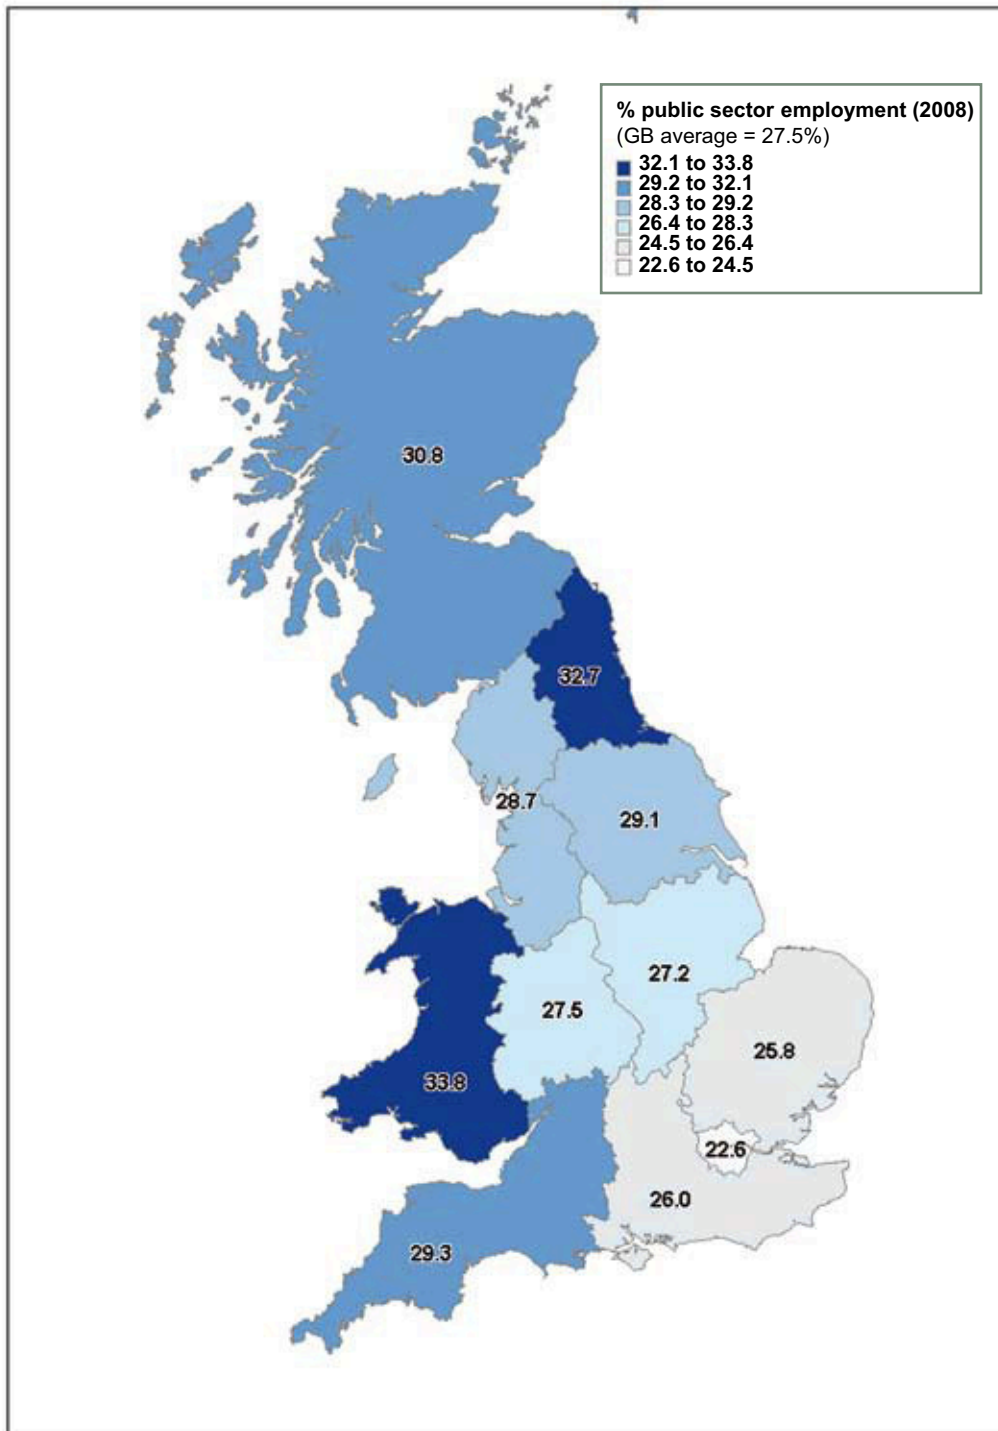 % public sector employment (2008)
(GB average = 27.5%)
32.1 to 33.8
29.2 to 32.1
28.3 to 29.2
26.4 to 28.3
24.5 to 26.4
22.6 to 24.5
30.8
32.7
28.7
29.1
27.2
27.5
25.8
33.8
22.6
26.0
29.3